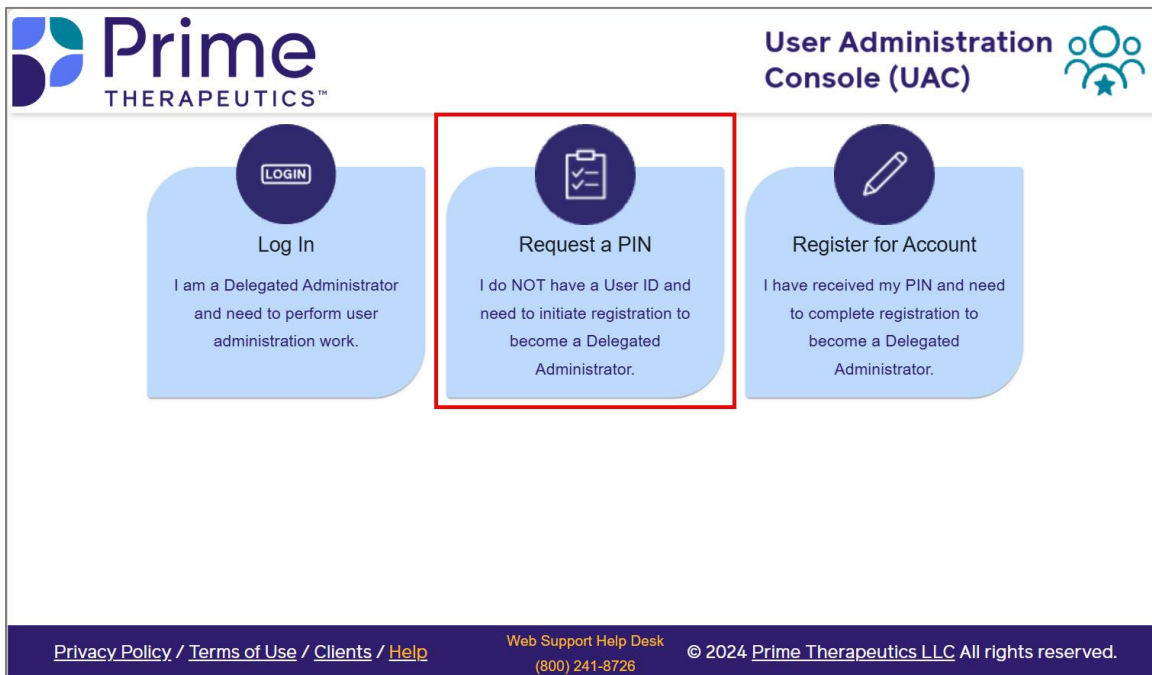 Prime
THERAPEUTICS™
User Administration
Console (UAC)
LOGIN
Log In
I am a Delegated Administrator
and need to perform user
administration work.
Request a PIN
I do NOT have a User ID and
need to initiate registration to
become a Delegated
Administrator.
Register for Account
I have received my PIN and need
to complete registration to
become a Delegated
Administrator.
Privacy Policy / Terms of Use / Clients / Help
Web Support Help Desk
(800) 241-8726
© 2024 Prime Therapeutics LLC All rights reserved.